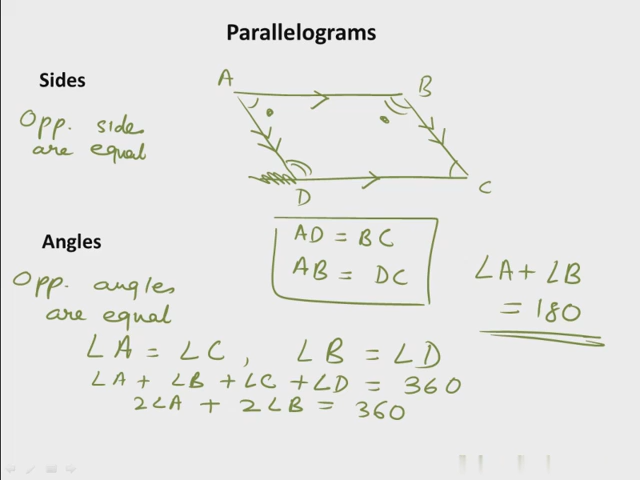 Parallelograms
Sides
Opp. side
are equal
A
B
D
C
AD = BC
AB = DC
Angles
Opp. angles
are equal
∠A + ∠B
= 180
∠A = ∠C, ∠B = ∠D
∠A + ∠B + ∠C + ∠D = 360
2∠A + 2∠B = 360